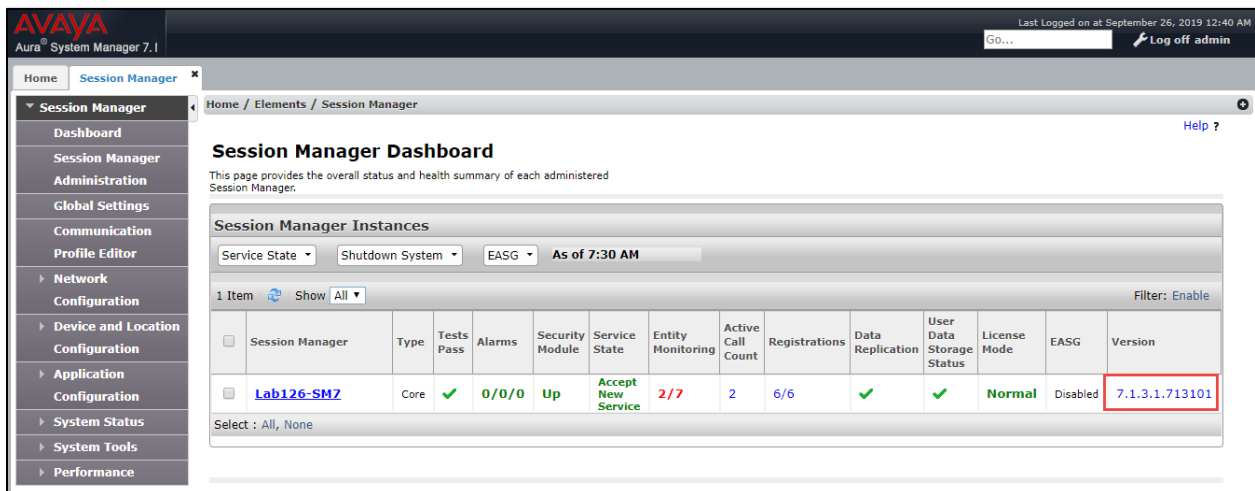 AVAYA
Aura® System Manager 7.1
Last Logged on at September 26, 2019 12:40 AM
Go...
Log off admin
Home
Session Manager
Session Manager
Dashboard
Session Manager
Administration
Global Settings
Communication
Profile Editor
Network
Configuration
Device and Location
Configuration
Application
Configuration
System Status
System Tools
Performance
Home / Elements / Session Manager
Help ?
Session Manager Dashboard
This page provides the overall status and health summary of each administered
Session Manager.
Session Manager Instances
Service State Shutdown System EASG As of 7:30 AM
1 Item Show All Filter: Enable
Session Manager
Type
Tests
Pass
Alarms
Security
Module
Service
State
Entity
Monitoring
Active
Call
Count
Registrations
Data
Replication
User
Data
Storage
Status
License
Mode
EASG
Version
Lab126-SM7
Core
0/0/0
Up
Accept
New
Service
2/7
2
6/6
Normal
Disabled
7.1.3.1.713101
Select : All, None